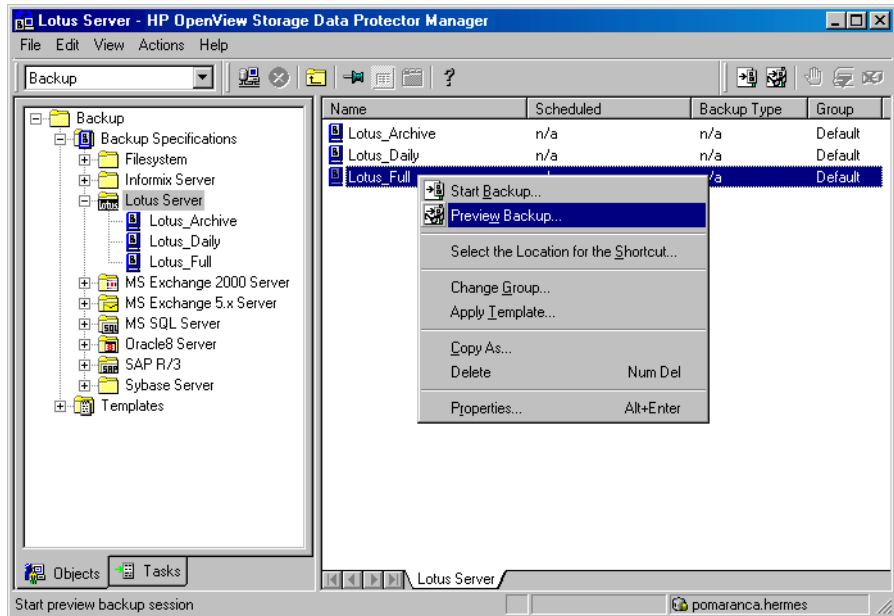 Lotus Server - HP OpenView Storage Data Protector Manager
File Edit View Actions Help
Backup
Backup
Backup Specifications
Filesystem
Informix Server
Lotus Server
Lotus_Archive
Lotus_Daily
Lotus_Full
MS Exchange 2000 Server
MS Exchange 5.x Server
MS SQL Server
Oracle8 Server
SAP R/3
Sybase Server
Templates
Objects Tasks
Name Scheduled Backup Type Group
Lotus_Archive n/a n/a Default
Lotus_Daily n/a n/a Default
Lotus_Full Default
Start Backup...
Preview Backup...
Select the Location for the Shortcut...
Change Group...
Apply Template...
Copy As...
Delete Num Del
Properties... Alt+Enter
Lotus Server
Start preview backup session pomaranca.hermes